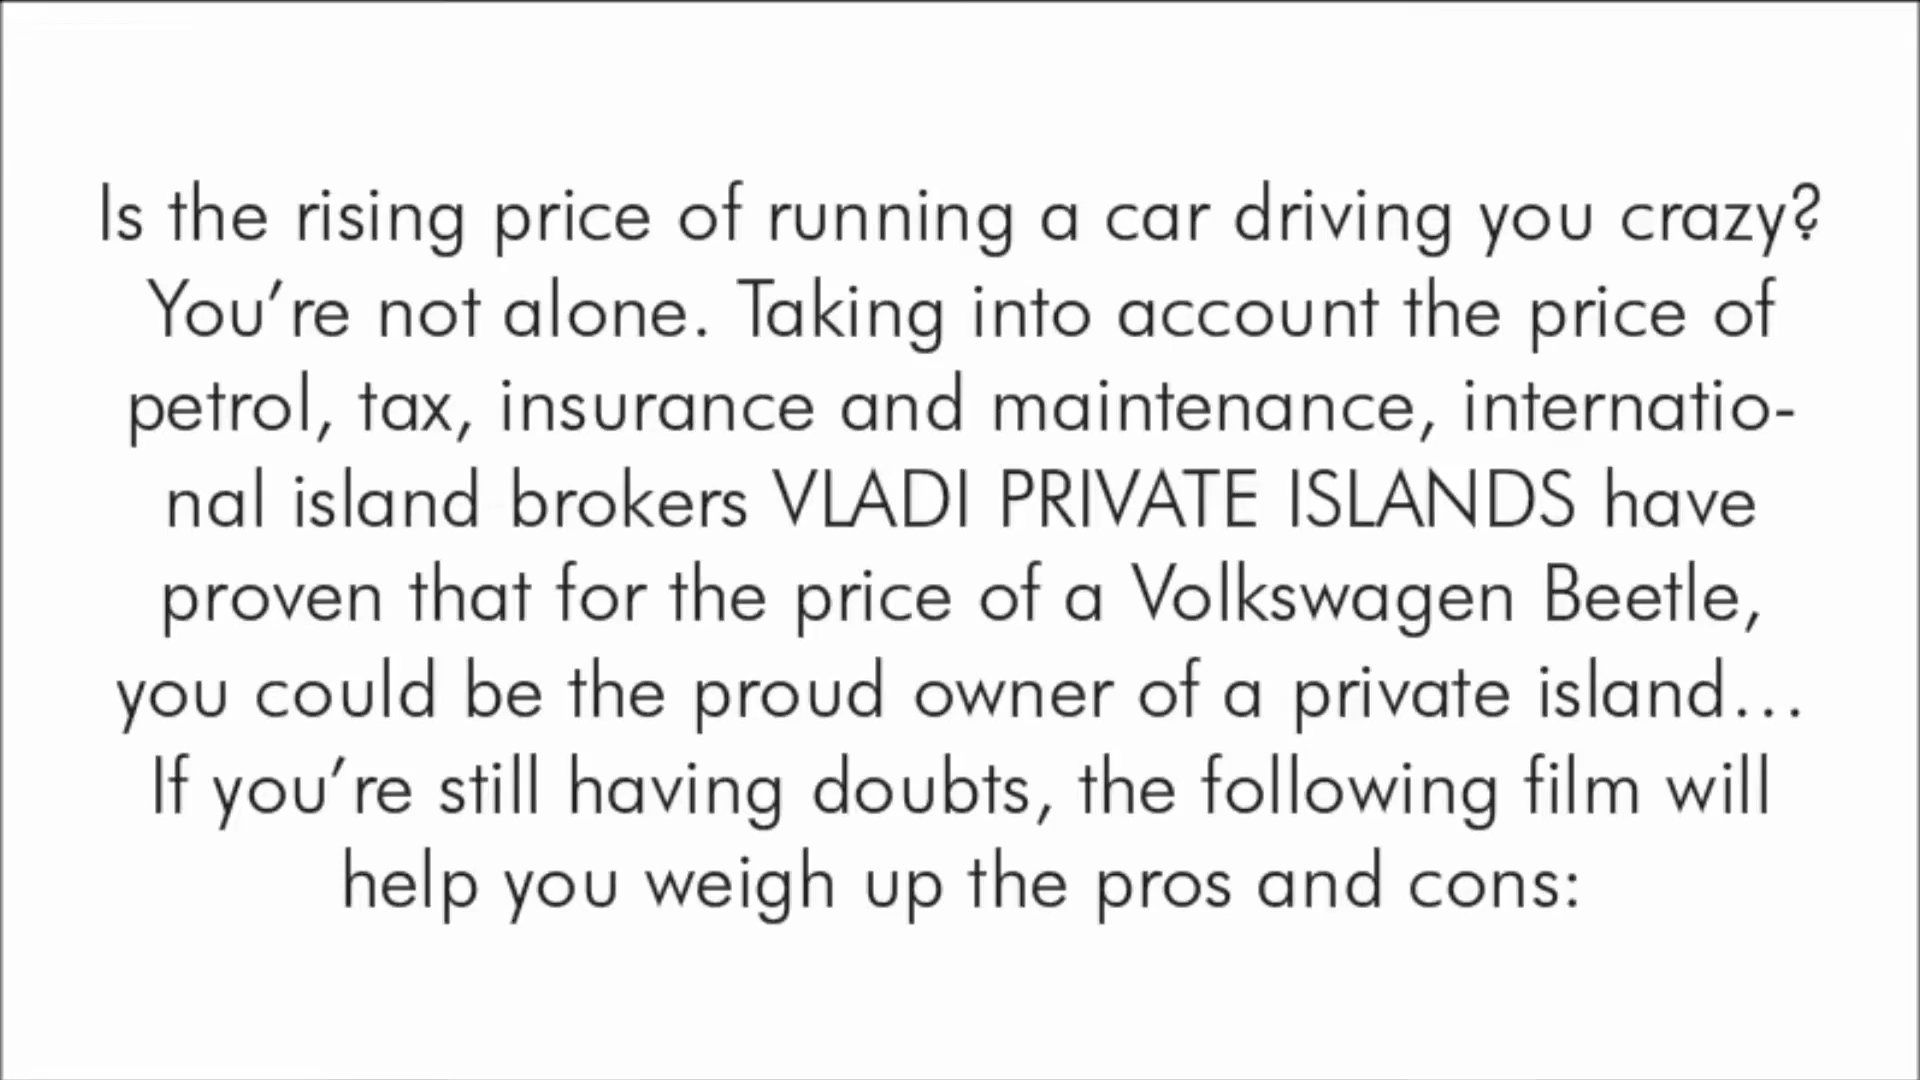 Is the rising price of running a car driving you crazy?
You’re not alone. Taking into account the price of
petrol, tax, insurance and maintenance, internatio-
nal island brokers VLADI PRIVATE ISLANDS have
proven that for the price of a Volkswagen Beetle,
you could be the proud owner of a private island…
If you’re still having doubts, the following film will
help you weigh up the pros and cons: